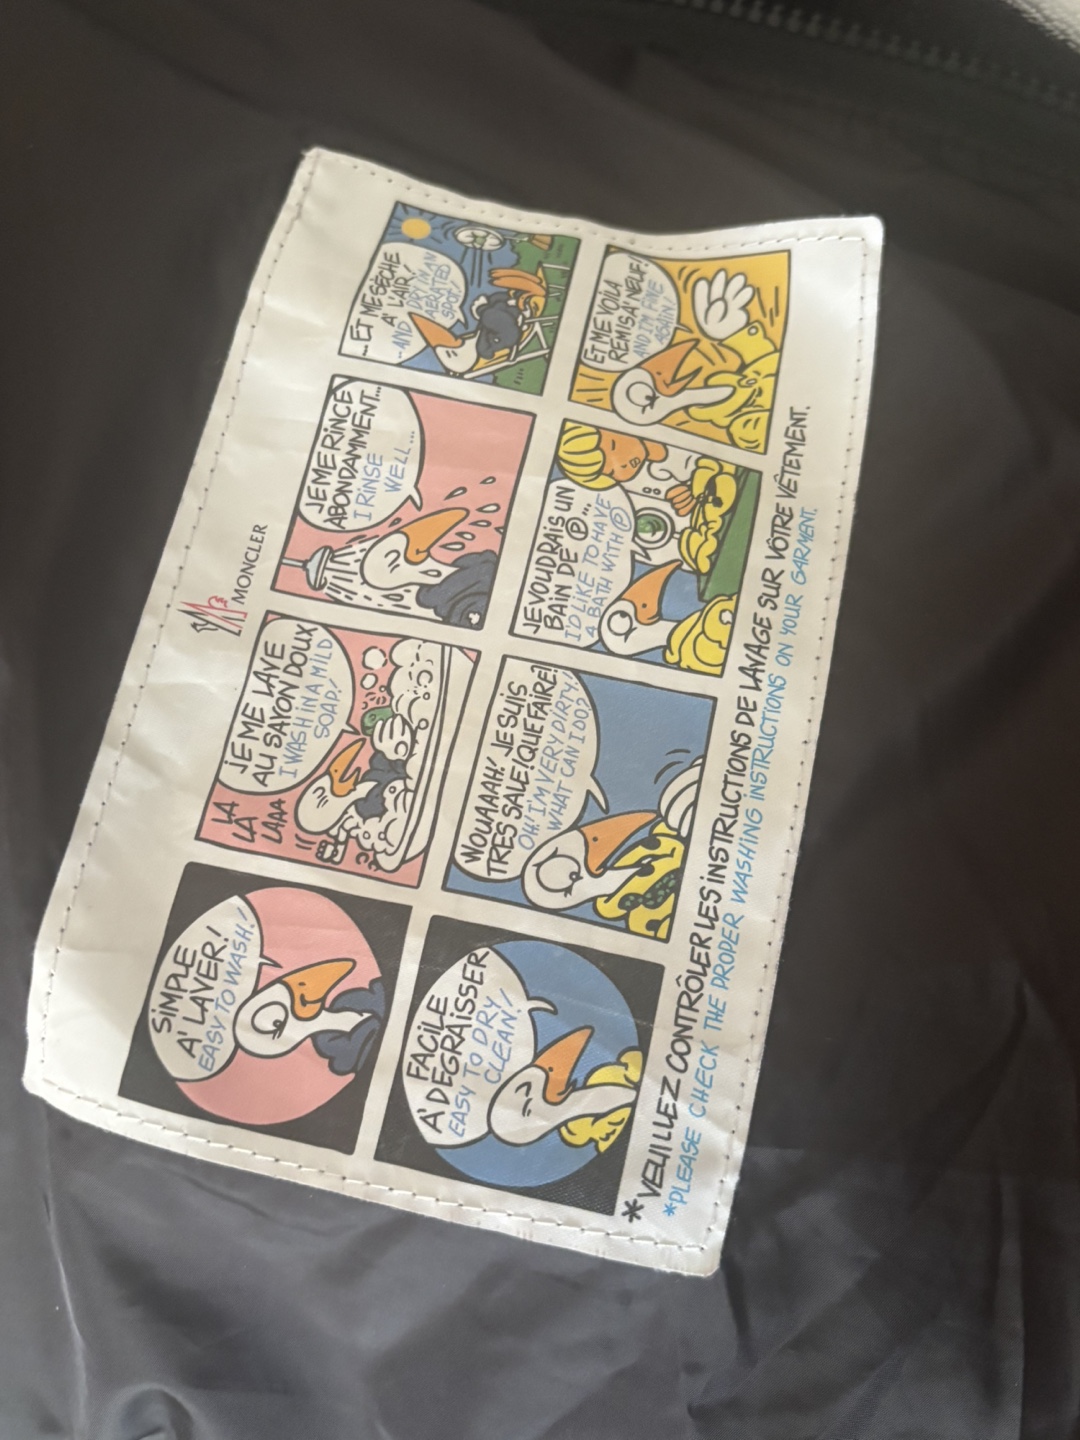 MONCLER
SIMPLE
A' LAVER!
EASY TO WASH!
LA
LA
LAAA
JE ME LAVE
AU SAVON DOUX
I WASH IN A MILD
SOAP!
JE ME RINCE
ABONDAMMENT...
I RINSE
WELL...
...ET ME SÈCHE
A' L'AIR!
...AND DRY IN AN
AERATED
SPOT!
FACILE
A' DEGRAISSER
EASY TO DRY
CLEAN!
WOUAAAH! JE SUIS
TRES SALE! QUE FAIRE?
OH! I'M VERY DIRTY,
WHAT CAN I DO?
JE VOUDRAIS UN
BAIN DE Ⓟ...
I'D LIKE TO HAVE
A BATH WITH Ⓟ
ET ME VOILA
REMIS A' NEUF!
AND I'M FINE
AGAIN!
*VEUILLEZ CONTRÔLER LES INSTRUCTIONS DE LAVAGE SUR VÔTRE VÊTEMENT.
*PLEASE CHECK THE PROPER WASHING INSTRUCTIONS ON YOUR GARMENT.